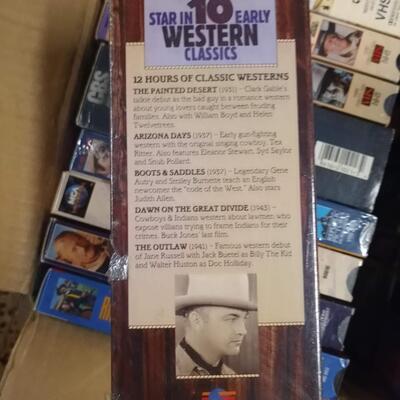 STAR IN 10 EARLY
WESTERN
CLASSICS
12 HOURS OF CLASSIC WESTERNS
THE PAINTED DESERT (1931) – Clark Gable's
talkie debut as the bad guy in a romance western
about young lovers caught between feuding
families. Also with William Boyd and Helen
Twelvetrees.
ARIZONA DAYS (1937) – Early gun-fighting
western with the original singing cowboy, Tex
Ritter. Also features Eleanor Stewart, Syd Saylor
and Snub Pollard.
BOOTS & SADDLES (1937) – Legendary Gene
Autry and Smiley Burnette teach an English
newcomer the "code of the West." Also stars
Judith Allen.
DAWN ON THE GREAT DIVIDE (1943) –
Cowboys & Indians western about lawmen who
expose villains trying to frame Indians for their
crimes. Buck Jones' last film.
THE OUTLAW (1941) – Famous western debut
of Jane Russell with Jack Buetel as Billy The Kid
and Walter Huston as Doc Holliday.
CBS
VHS
VHS
VHS